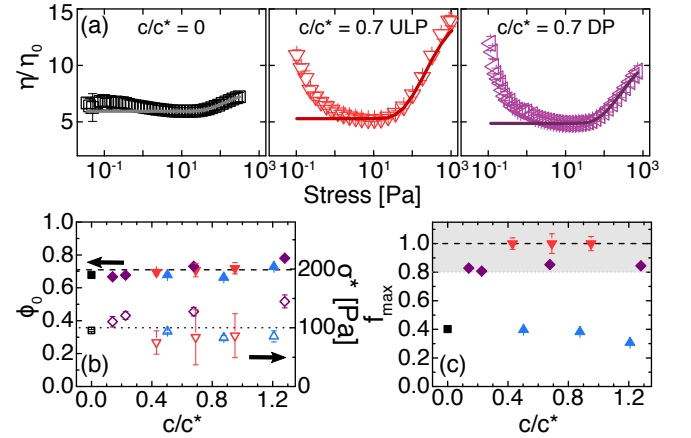 (a)
c/c* = 0
c/c* = 0.7 ULP
c/c* = 0.7 DP
15
10
5
η/η₀
10⁻¹ 10¹ 10³ 10⁻¹ 10¹ 10³ 10⁻¹ 10¹ 10³
Stress [Pa]
1.0
0.8
0.6
0.4
0.2
0.0
ϕ₀
200
100
0
σ* [Pa]
(b)
0.0 0.4 0.8 1.2
c/c*
1.2
1.0
0.8
0.6
0.4
0.2
0.0
f_max
(c)
0.0 0.4 0.8 1.2
c/c*